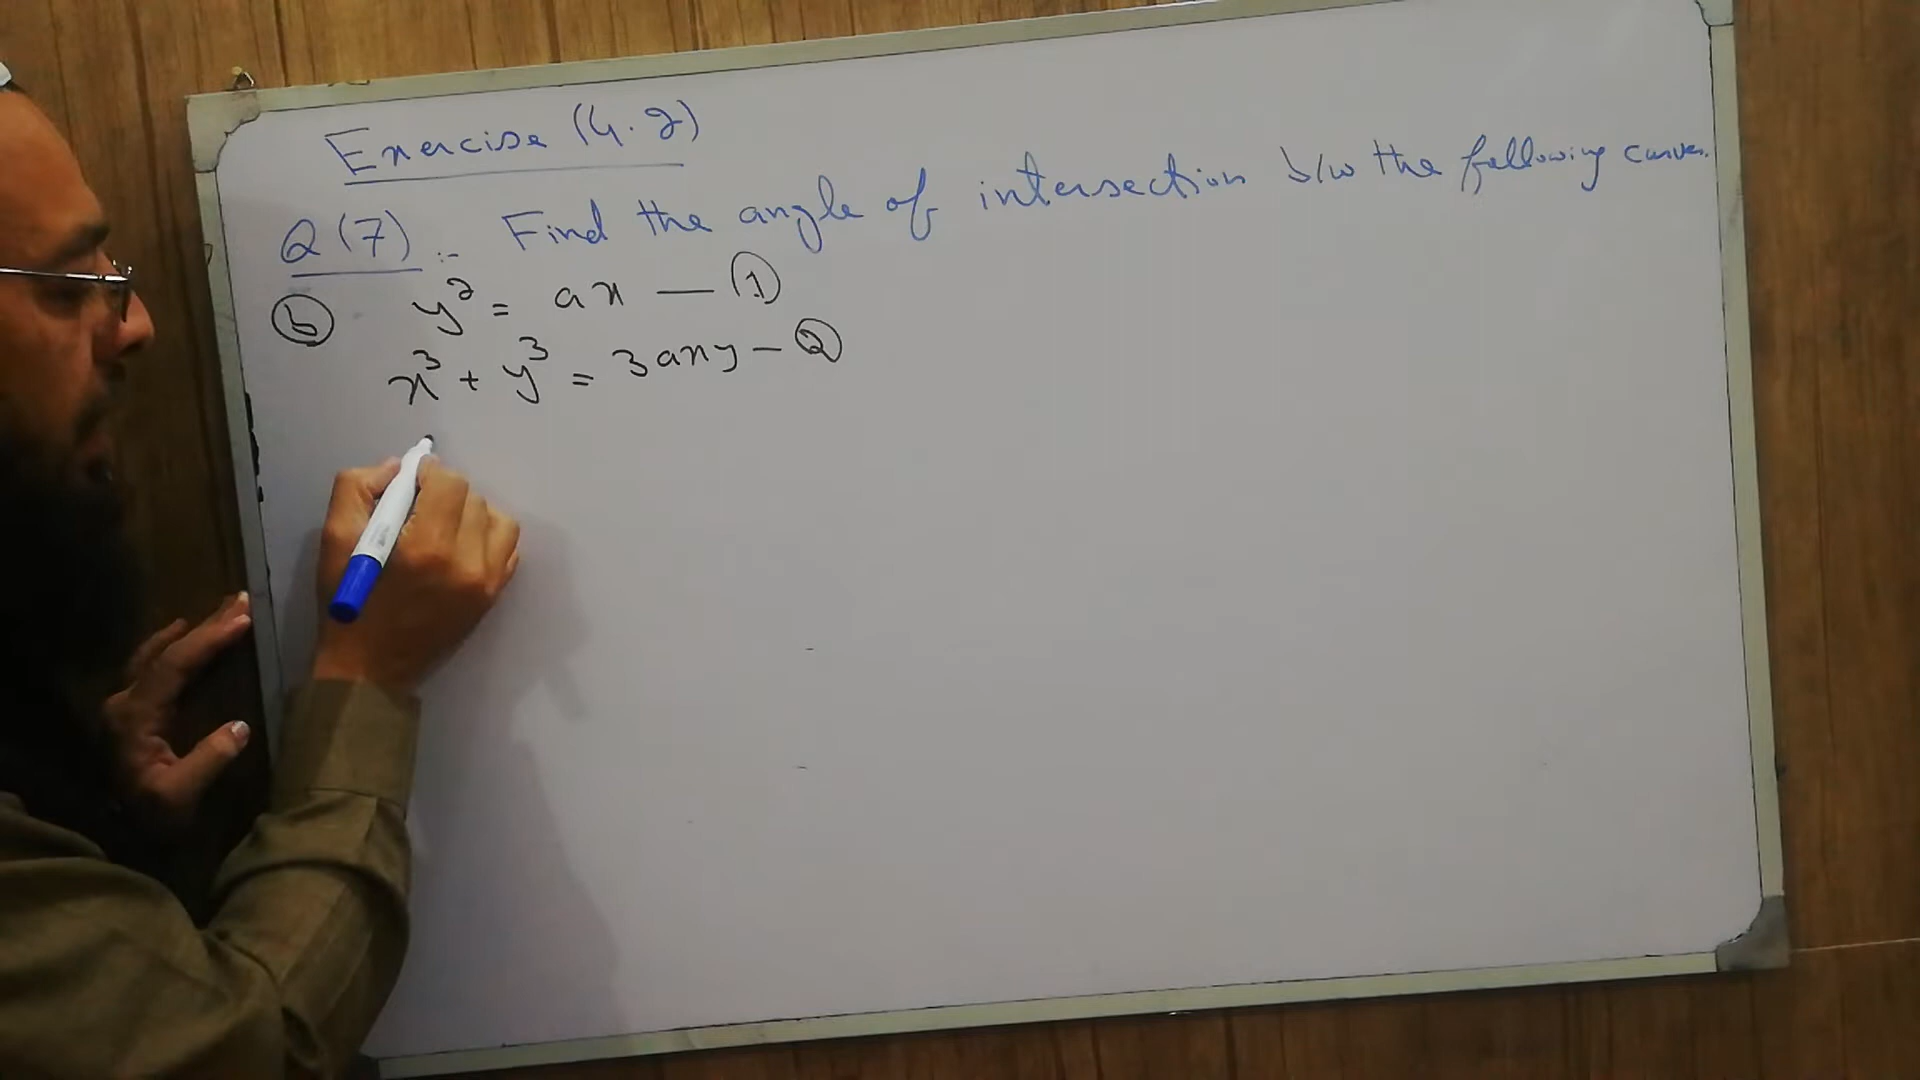 Exercise (4.2)
Q(7) :- Find the angle of intersection b/w the following curves.
(b) y² = ax — (1)
x³ + y³ = 3axy — (2)